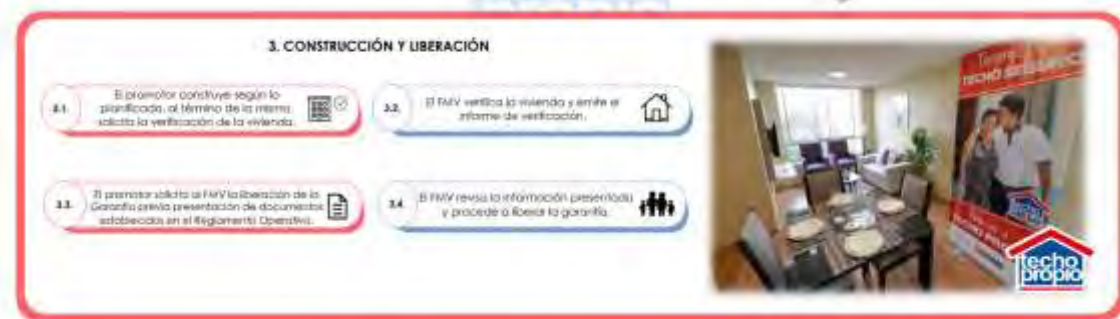 3. CONSTRUCCIÓN Y LIBERACIÓN
3.1.
El promotor construye según lo
planificado, al término de la misma
solicita la verificación de la vivienda.
3.2.
El FMV verifica la vivienda y emite el
informe de verificación.
3.3.
El promotor solicita al FMV la liberación de la
Garantía previa presentación de documentos
establecidos en el Reglamento Operativo.
3.4.
El FMV revisa la información presentada
y procede a liberar la garantía.
TECHO
techo
propio